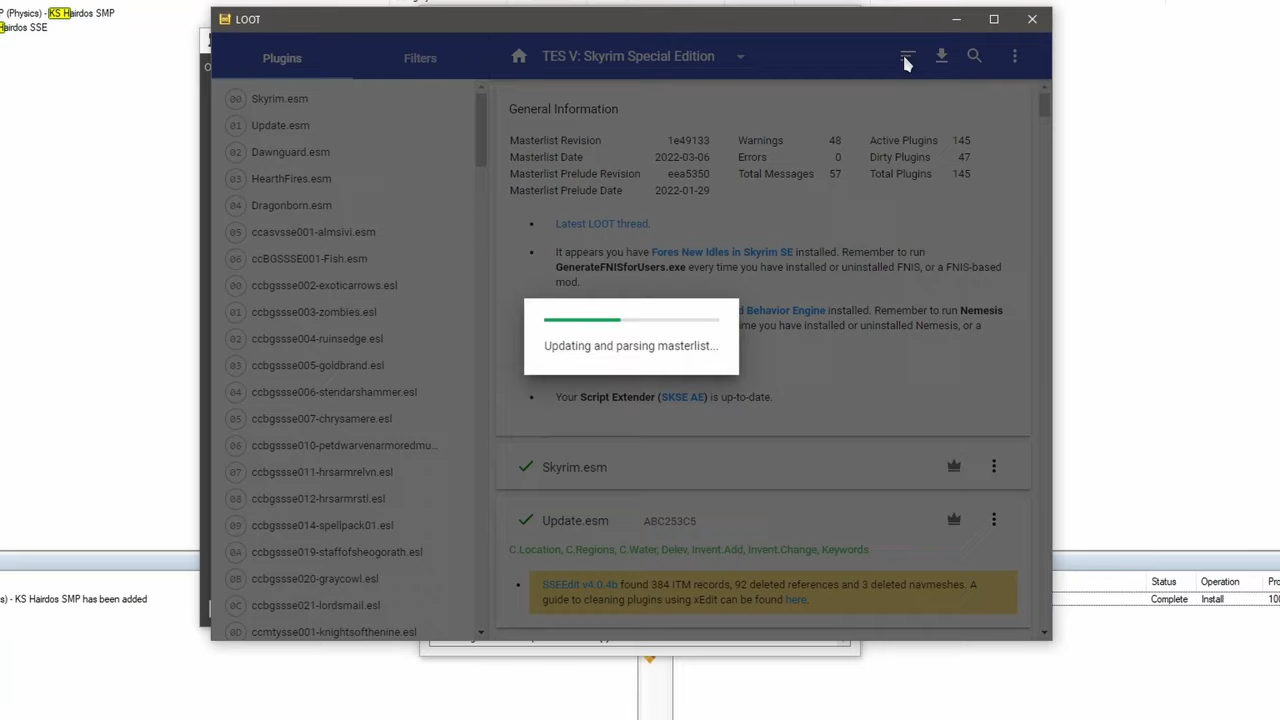 P (Physics) - KS Hairdos SMP
Hairdos SSE
LOOT
Plugins
Filters
TES V: Skyrim Special Edition
00 Skyrim.esm
01 Update.esm
02 Dawnguard.esm
03 HearthFires.esm
04 Dragonborn.esm
05 ccasvsse001-almsivi.esm
06 ccBGSSSE001-Fish.esm
00 ccbgssse002-exoticarrows.esl
01 ccbgssse003-zombies.esl
02 ccbgssse004-ruinsedge.esl
03 ccbgssse005-goldbrand.esl
04 ccbgssse006-stendarshammer.esl
05 ccbgssse007-chrysamere.esl
06 ccbgssse010-petdwarvenarmoredmu...
07 ccbgssse011-hrsarmrelvn.esl
08 ccbgssse012-hrsarmrstl.esl
09 ccbgssse014-spellpack01.esl
0A ccbgssse019-staffofsheogorath.esl
0B ccbgssse020-graycowl.esl
0C ccbgssse021-lordsmail.esl
0D ccmtysse001-knightsofthenine.esl
General Information
Masterlist Revision 1e49133 Warnings 48 Active Plugins 145
Masterlist Date 2022-03-06 Errors 0 Dirty Plugins 47
Masterlist Prelude Revision eea5350 Total Messages 57 Total Plugins 145
Masterlist Prelude Date 2022-01-29
• Latest LOOT thread.
• It appears you have Fores New Idles in Skyrim SE installed. Remember to run
GenerateFNISforUsers.exe every time you have installed or uninstalled FNIS, or a FNIS-based
mod.
d Behavior Engine installed. Remember to run Nemesis
me you have installed or uninstalled Nemesis, or a
Updating and parsing masterlist...
• Your Script Extender (SKSE AE) is up-to-date.
Skyrim.esm
Update.esm ABC253C5
C.Location, C.Regions, C.Water, Delev, Invent.Add, Invent.Change, Keywords
• SSEEdit v4.0.4b found 384 ITM records, 92 deleted references and 3 deleted navmeshes. A
guide to cleaning plugins using xEdit can be found here.
s) - KS Hairdos SMP has been added
Status Operation Pro
Complete Install 100